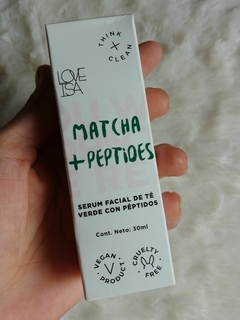 LOVE
ISA
THINK
CLEAN
MATCHA
+ PEPTIDES
SERUM FACIAL DE TÉ
VERDE CON PÉPTIDOS
Cont. Neto: 30ml
VEGAN
PRODUCT
CRUELTY
FREE